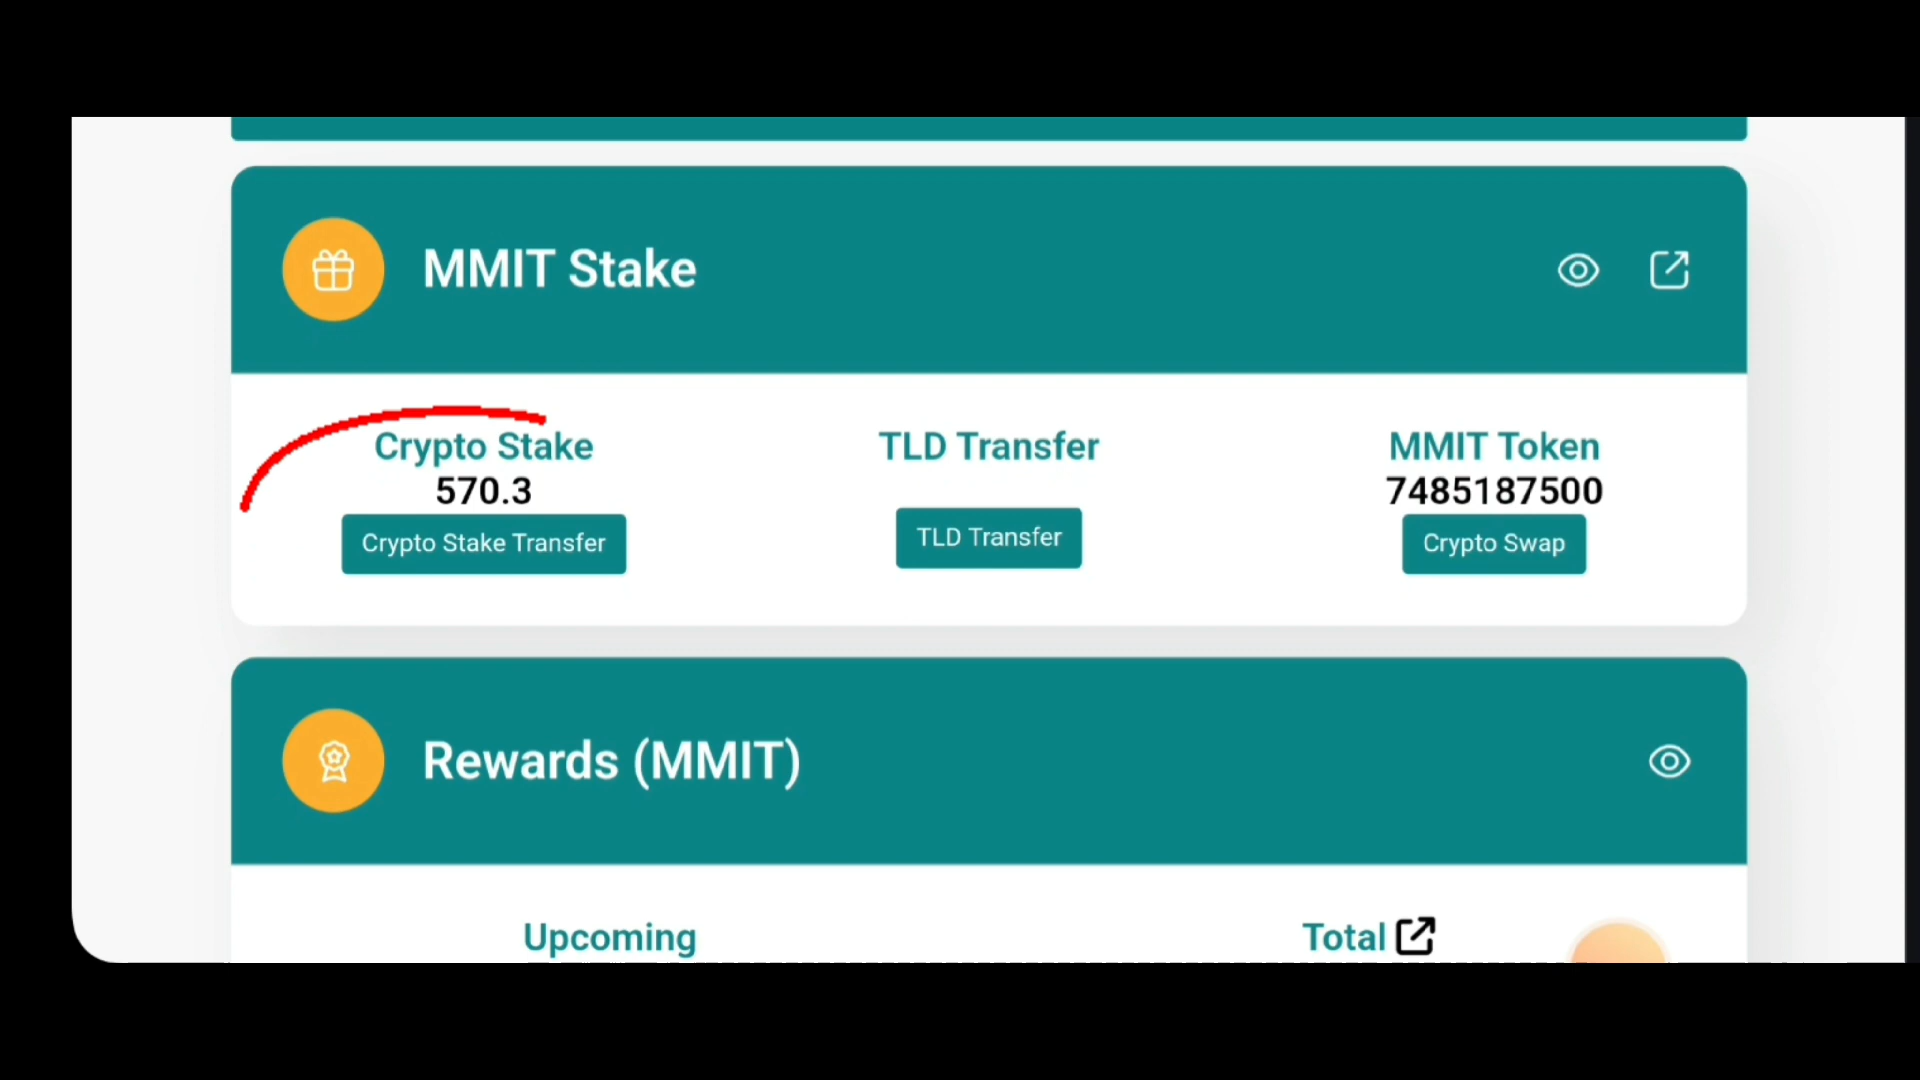 MMIT Stake
Crypto Stake
570.3
Crypto Stake Transfer
TLD Transfer
TLD Transfer
MMIT Token
7485187500
Crypto Swap
Rewards (MMIT)
Upcoming
Total